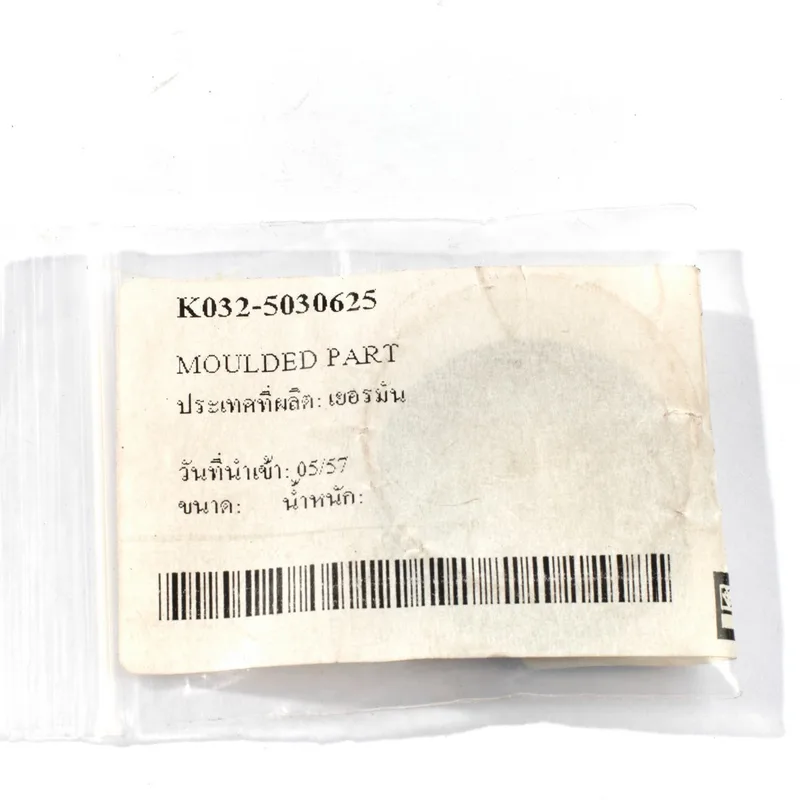 K032-5030625
MOULDED PART
ประเทศที่ผลิต: เยอรมัน
วันที่นำเข้า: 05/57
ขนาด: น้ำหนัก: